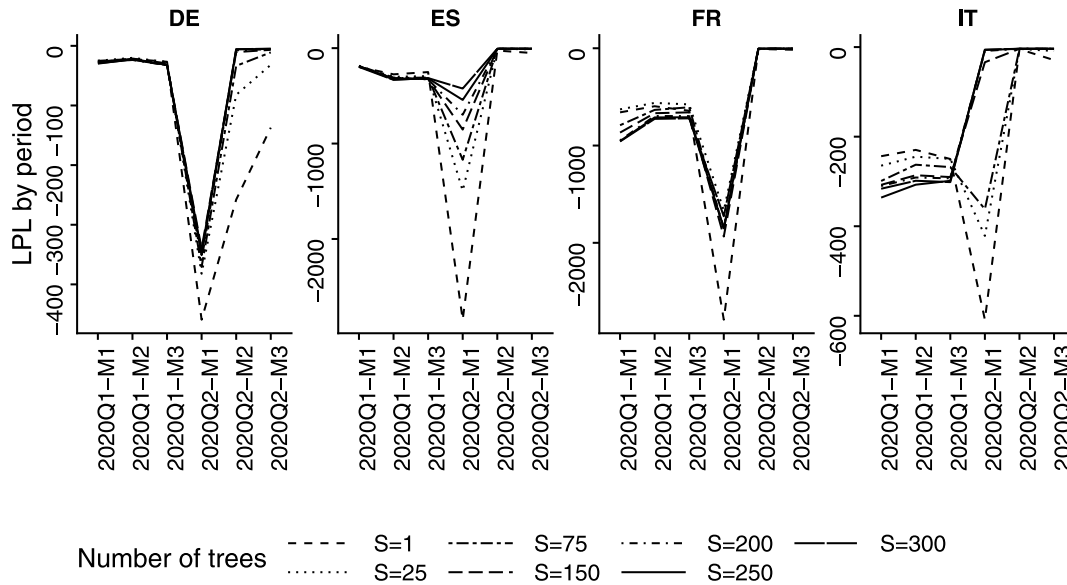 DE ES FR IT
LPL by period
0 −100 −200 −300 −400
0 −1000 −2000
0 −1000 −2000
0 −200 −400 −600
2020Q1−M1 2020Q1−M2 2020Q1−M3 2020Q2−M1 2020Q2−M2 2020Q2−M3
2020Q1−M1 2020Q1−M2 2020Q1−M3 2020Q2−M1 2020Q2−M2 2020Q2−M3
2020Q1−M1 2020Q1−M2 2020Q1−M3 2020Q2−M1 2020Q2−M2 2020Q2−M3
2020Q1−M1 2020Q1−M2 2020Q1−M3 2020Q2−M1 2020Q2−M2 2020Q2−M3
Number of trees
S=1 S=75 S=200 S=300
S=25 S=150 S=250